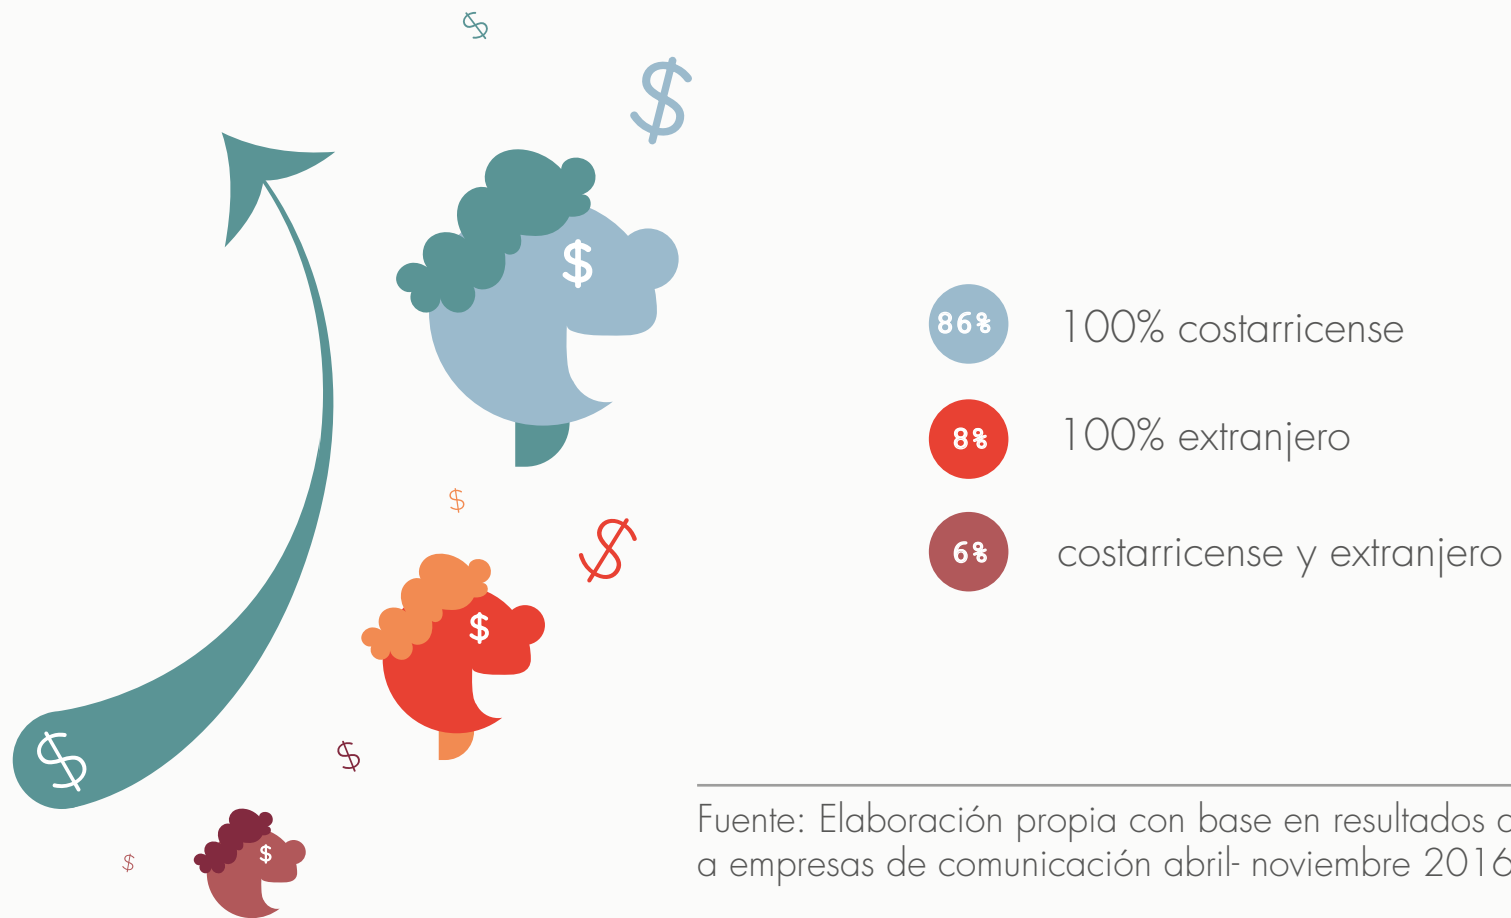 $
$
$
86% 100% costarricense
8% 100% extranjero
$
$
6% costarricense y extranjero
$
$
$
Fuente: Elaboración propia con base en resultados
a empresas de comunicación abril- noviembre 2016
$
$